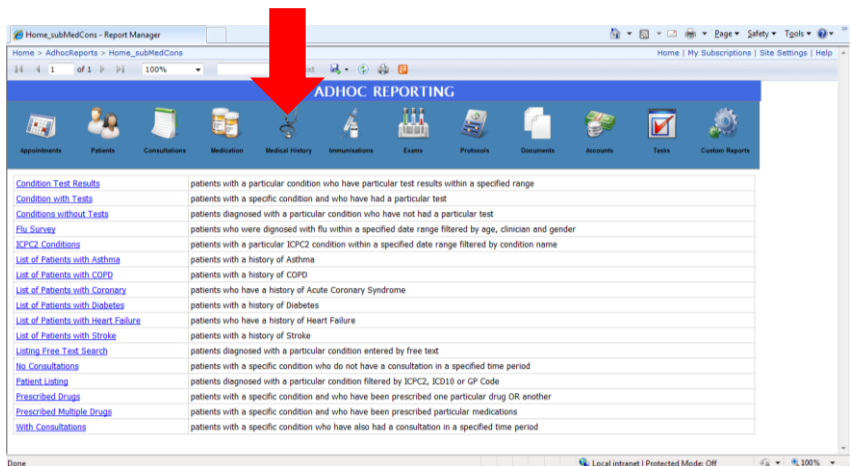 Home_subMedCons - Report Manager
Page Safety Tools
Home > AdhocReports > Home_subMedCons
Home | My Subscriptions | Site Settings | Help
1 of 1 100%
ADHOC REPORTING
Appointments Patients Consultations Medication Medical History Immunisations Exams Protocols Documents Accounts Tasks Custom Reports
Condition Test Results patients with a particular condition who have particular test results within a specified range
Condition with Tests patients with a specific condition and who have had a particular test
Conditions without Tests patients diagnosed with a particular condition who have not had a particular test
Flu Survey patients who were dignosed with flu within a specified date range filtered by age, clinician and gender
ICPC2 Conditions patients with a particular ICPC2 condition within a specified date range filtered by condition name
List of Patients with Asthma patients with a history of Asthma
List of Patients with COPD patients with a history of COPD
List of Patients with Coronary patients who have a history of Acute Coronary Syndrome
List of Patients with Diabetes patients with a history of Diabetes
List of Patients with Heart Failure patients who have a history of Heart Failure
List of Patients with Stroke patients with a history of Stroke
Listing Free Text Search patients diagnosed with a particular condition entered by free text
No Consultations patients with a specific condition who do not have a consultation in a specified time period
Patient Listing patients diagnosed with a particular condition filtered by ICPC2, ICD10 or GP Code
Prescribed Drugs patients with a specific condition and who have been prescribed one particular drug OR another
Prescribed Multiple Drugs patients with a specific condition and who have been prescribed particular medications
With Consultations patients with a specific condition who have also had a consultation in a specified time period
Done Local intranet | Protected Mode: Off 100%